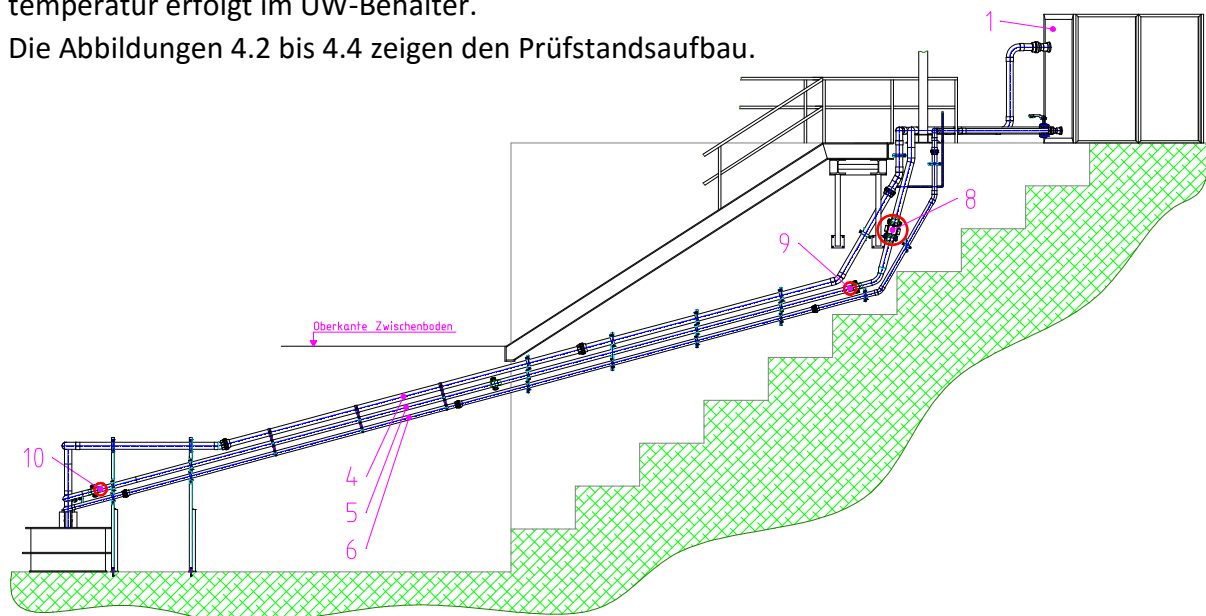 temperatur erfolgt im UW-Behälter.
Die Abbildungen 4.2 bis 4.4 zeigen den Prüfstandsaufbau.
1
8
9
Oberkante Zwischenboden
10
4
5
6